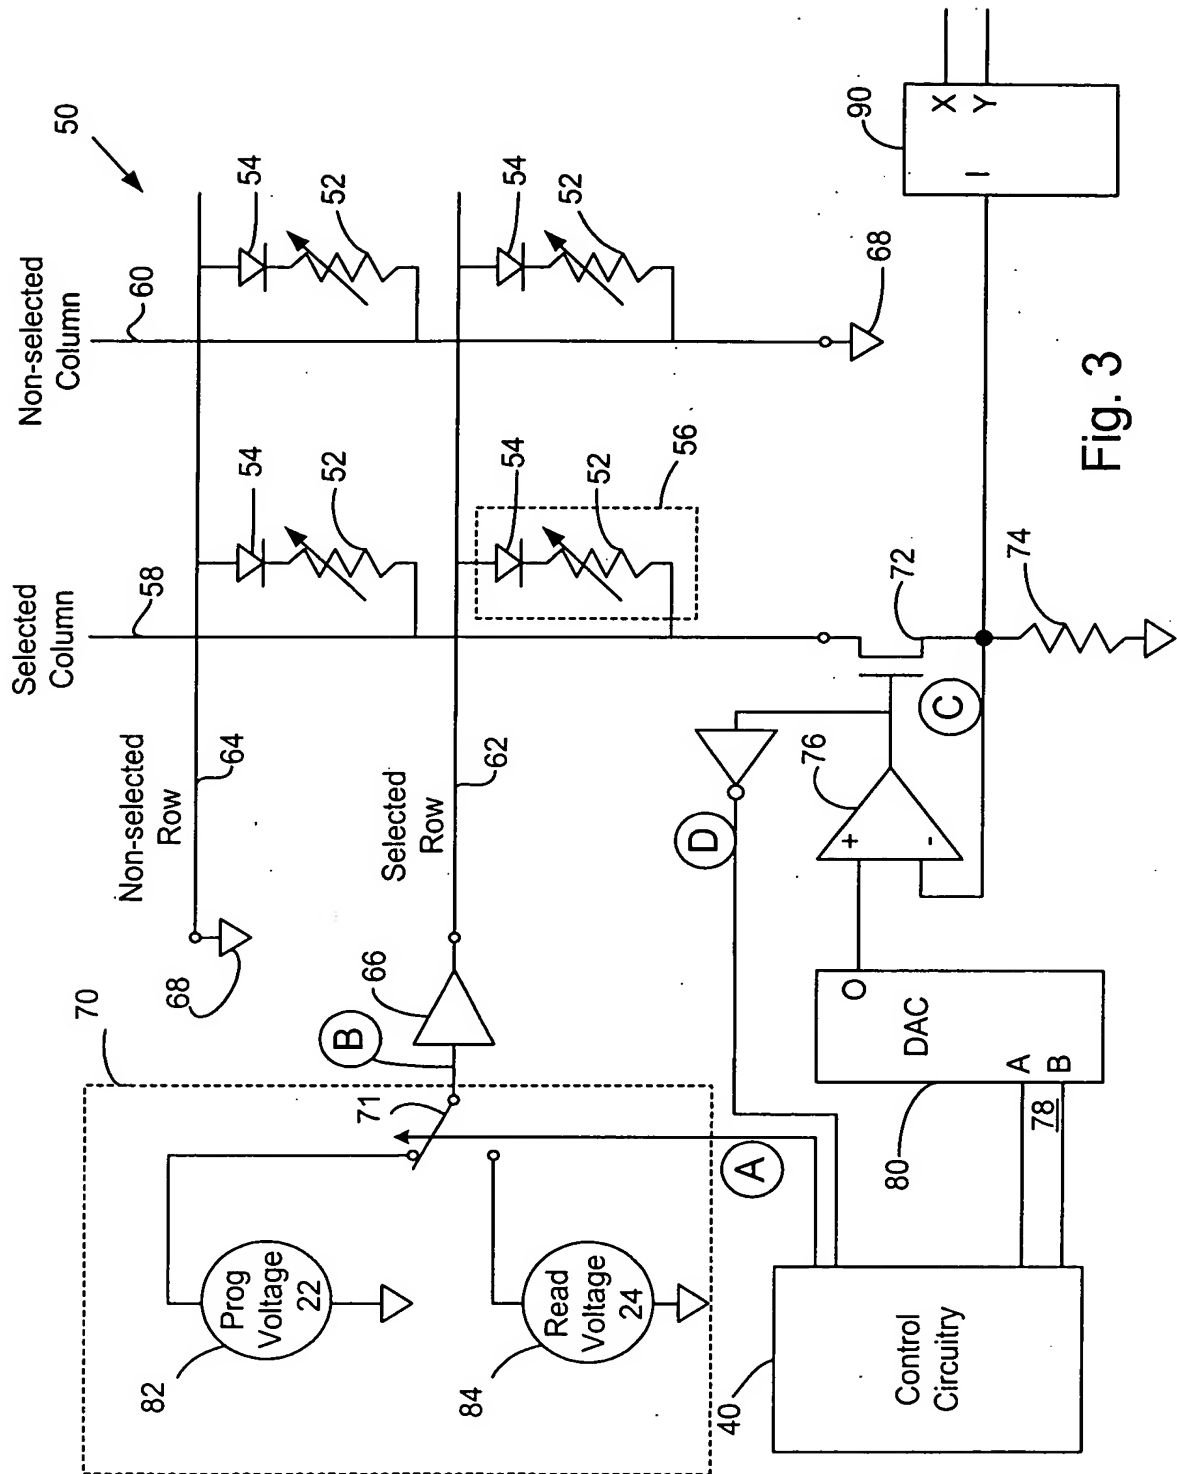 50
Non-selected
Column
60
Selected
Column
58
54
52
54
52
Non-selected
Row
64
68
54
52
56
54
52
Selected
Row
62
70
66
B
71
68
82
Prog
Voltage
22
84
Read
Voltage
24
A
D
76
+
-
C
72
74
90
X
Y
I
40
Control
Circuitry
80
DAC
O
A
B
78
Fig. 3